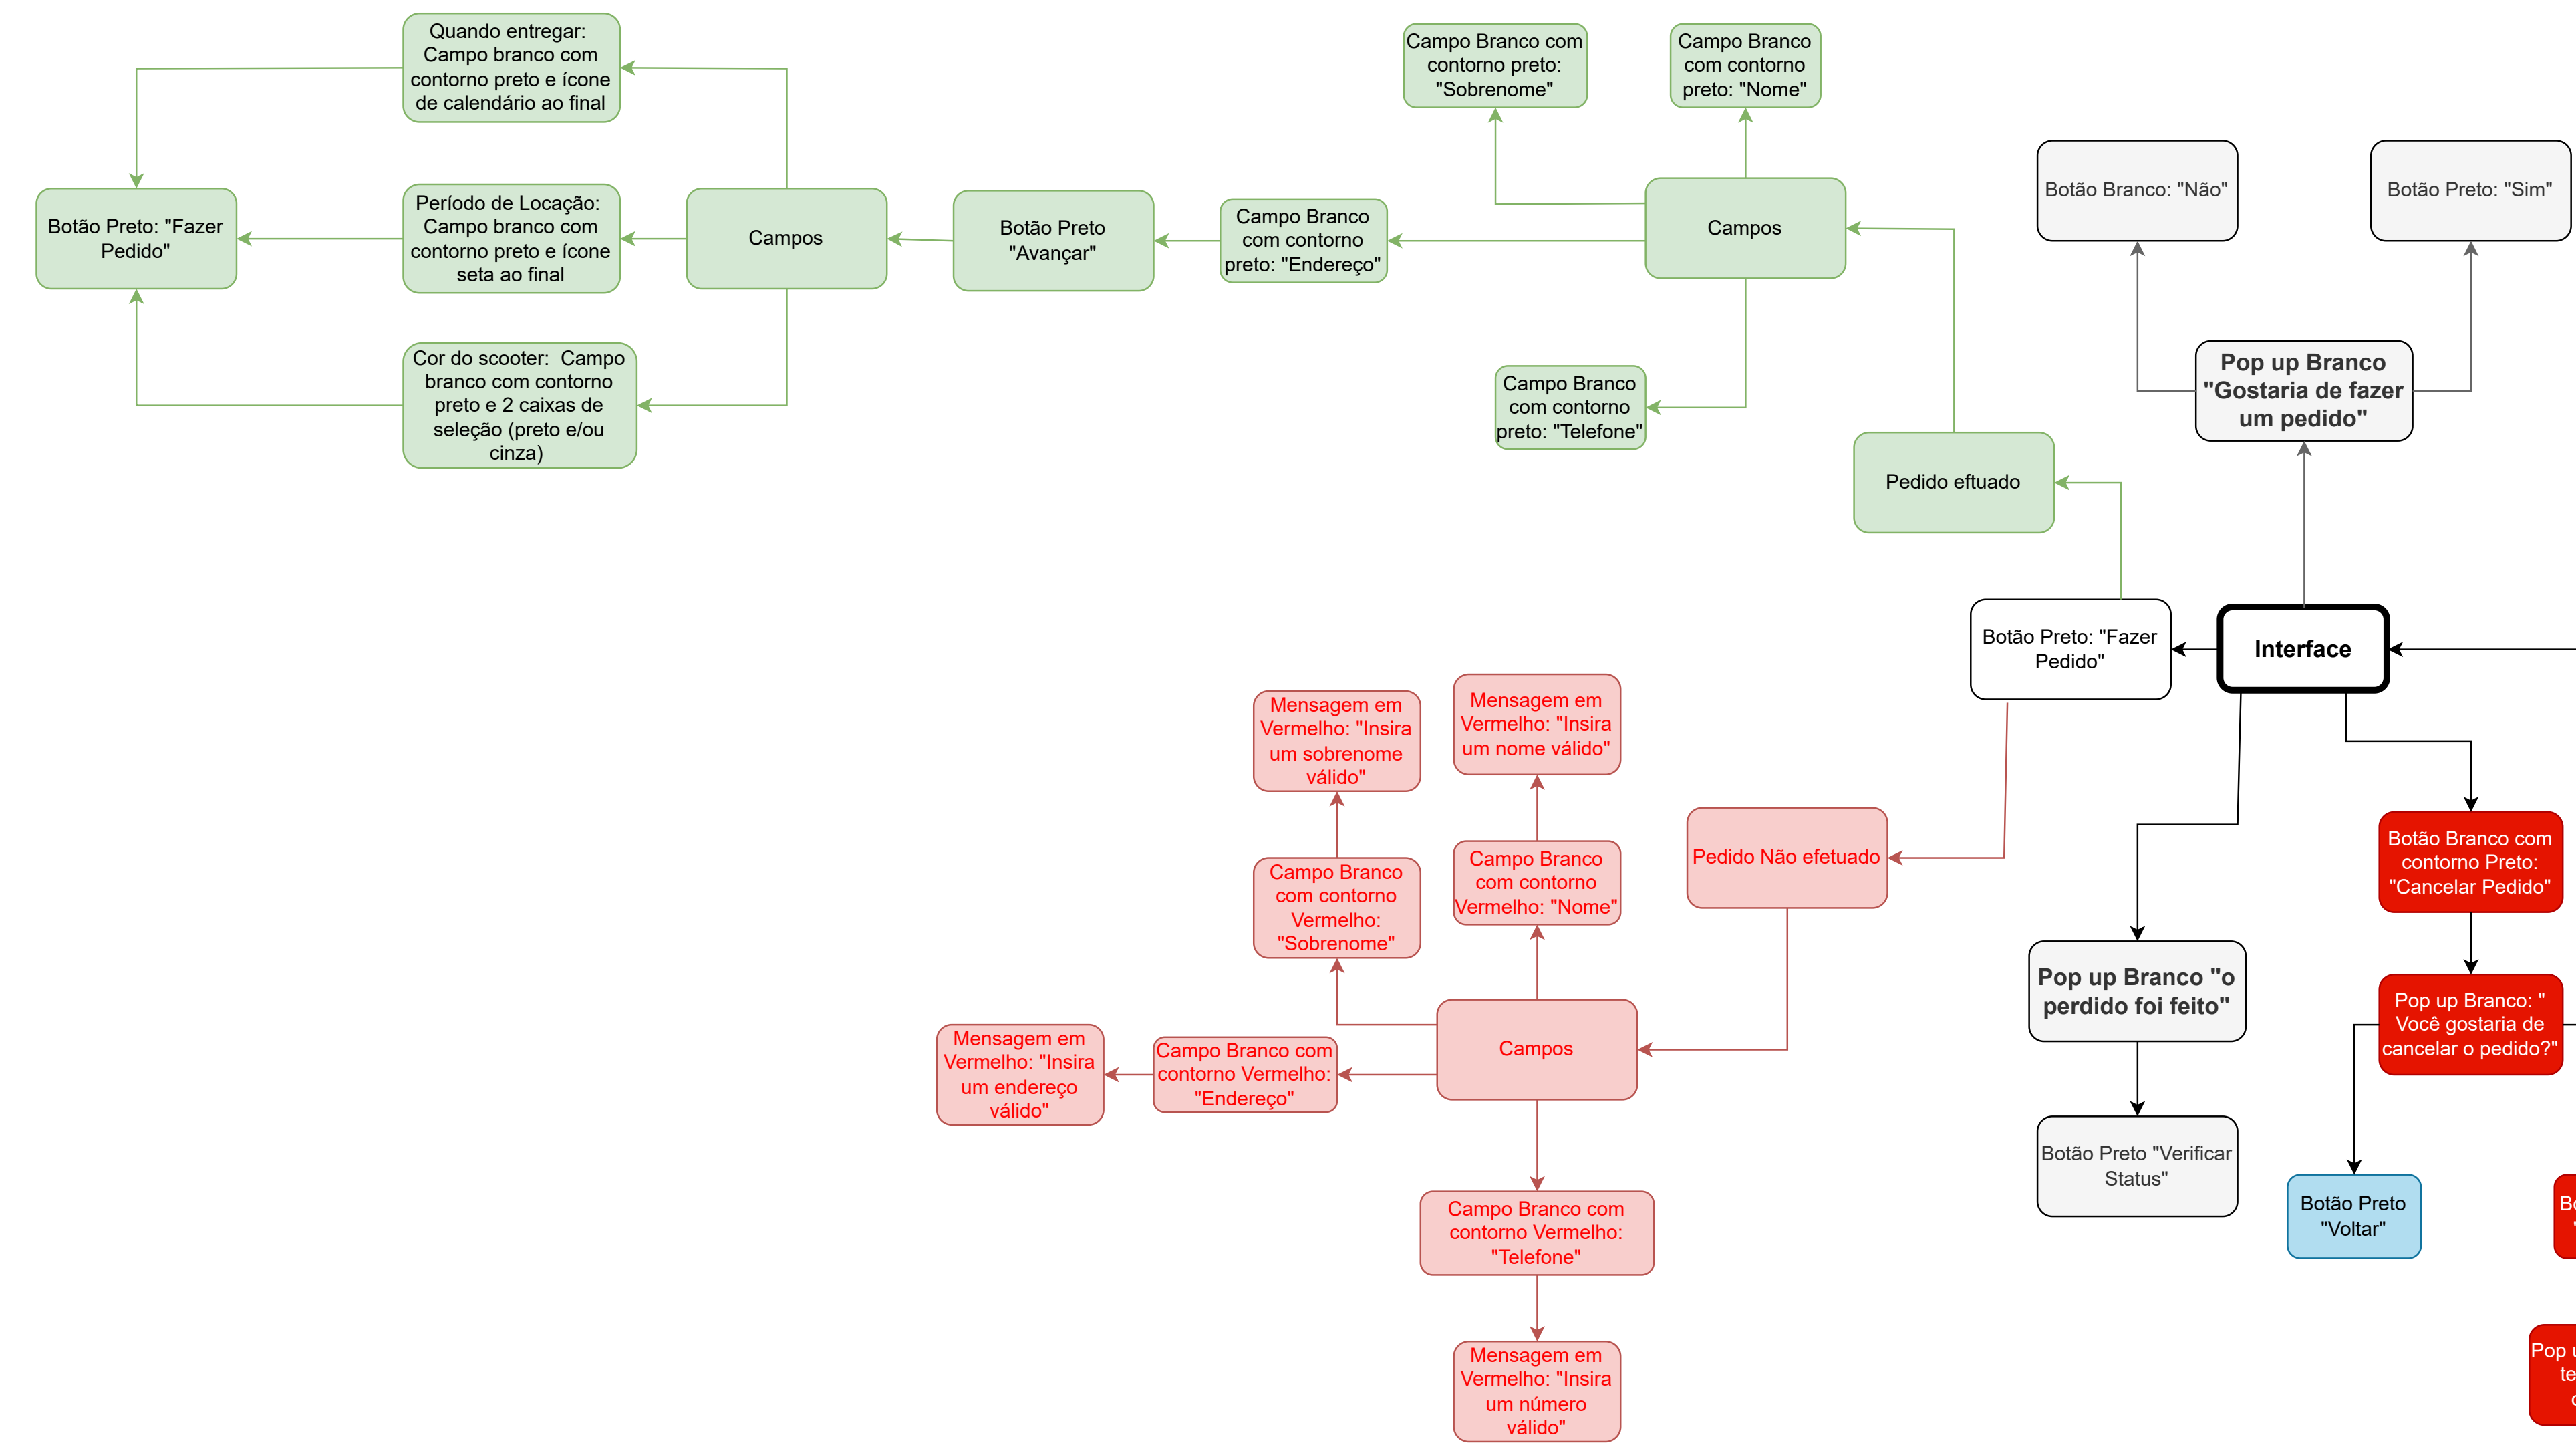 Quando entregar:
Campo branco com
contorno preto e ícone
de calendário ao final
Campo Branco com
contorno preto:
"Sobrenome"
Campo Branco
com contorno
preto: "Nome"
Botão Branco: "Não"
Botão Preto: "Sim"
Botão Preto: "Fazer
Pedido"
Período de Locação:
Campo branco com
contorno preto e ícone
seta ao final
Campos
Botão Preto
"Avançar"
Campo Branco
com contorno
preto: "Endereço"
Campos
Pop up Branco
"Gostaria de fazer
um pedido"
Cor do scooter:  Campo
branco com contorno
preto e 2 caixas de
seleção (preto e/ou
cinza)
Campo Branco
com contorno
preto: "Telefone"
Pedido eftuado
Botão Preto: "Fazer
Pedido"
Interface
Mensagem em
Vermelho: "Insira
um sobrenome
válido"
Mensagem em
Vermelho: "Insira
um nome válido"
Pedido Não efetuado
Botão Branco com
contorno Preto:
"Cancelar Pedido"
Campo Branco
com contorno
Vermelho:
"Sobrenome"
Campo Branco
com contorno
Vermelho: "Nome"
Pop up Branco "o
perdido foi feito"
Pop up Branco: "
Você gostaria de
cancelar o pedido?"
Mensagem em
Vermelho: "Insira
um endereço
válido"
Campo Branco com
contorno Vermelho:
"Endereço"
Campos
Botão Preto "Verificar
Status"
Botão Preto
"Voltar"
Campo Branco com
contorno Vermelho:
"Telefone"
Pop
Mensagem em
Vermelho: "Insira
um número
válido"